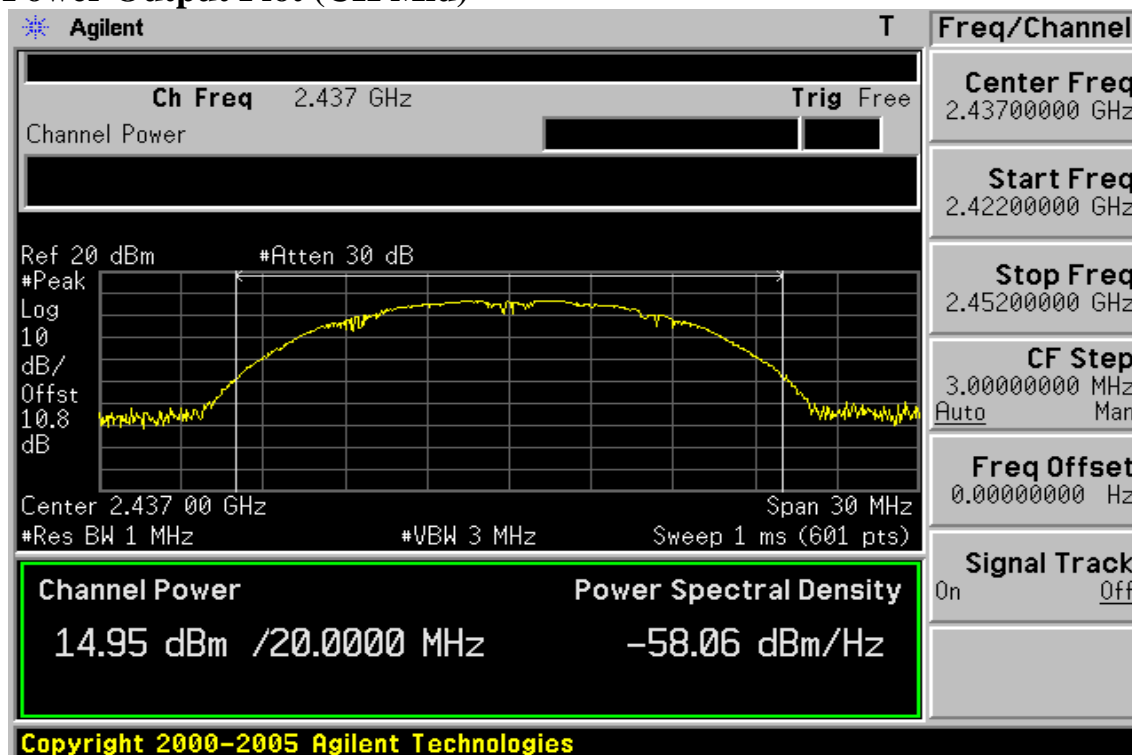 Power Output Plot (CH Mid)
Agilent T
Freq/Channel
Ch Freq 2.437 GHz Trig Free
Channel Power
Center Freq
2.43700000 GHz
Start Freq
2.42200000 GHz
Stop Freq
2.45200000 GHz
CF Step
3.00000000 MHz
Auto Man
Freq Offset
0.00000000 Hz
Signal Track
On Off
Ref 20 dBm #Atten 30 dB
#Peak
Log
10
dB/
Offst
10.8
dB
Center 2.437 00 GHz Span 30 MHz
#Res BW 1 MHz #VBW 3 MHz Sweep 1 ms (601 pts)
Channel Power Power Spectral Density
14.95 dBm /20.0000 MHz -58.06 dBm/Hz
Copyright 2000-2005 Agilent Technologies